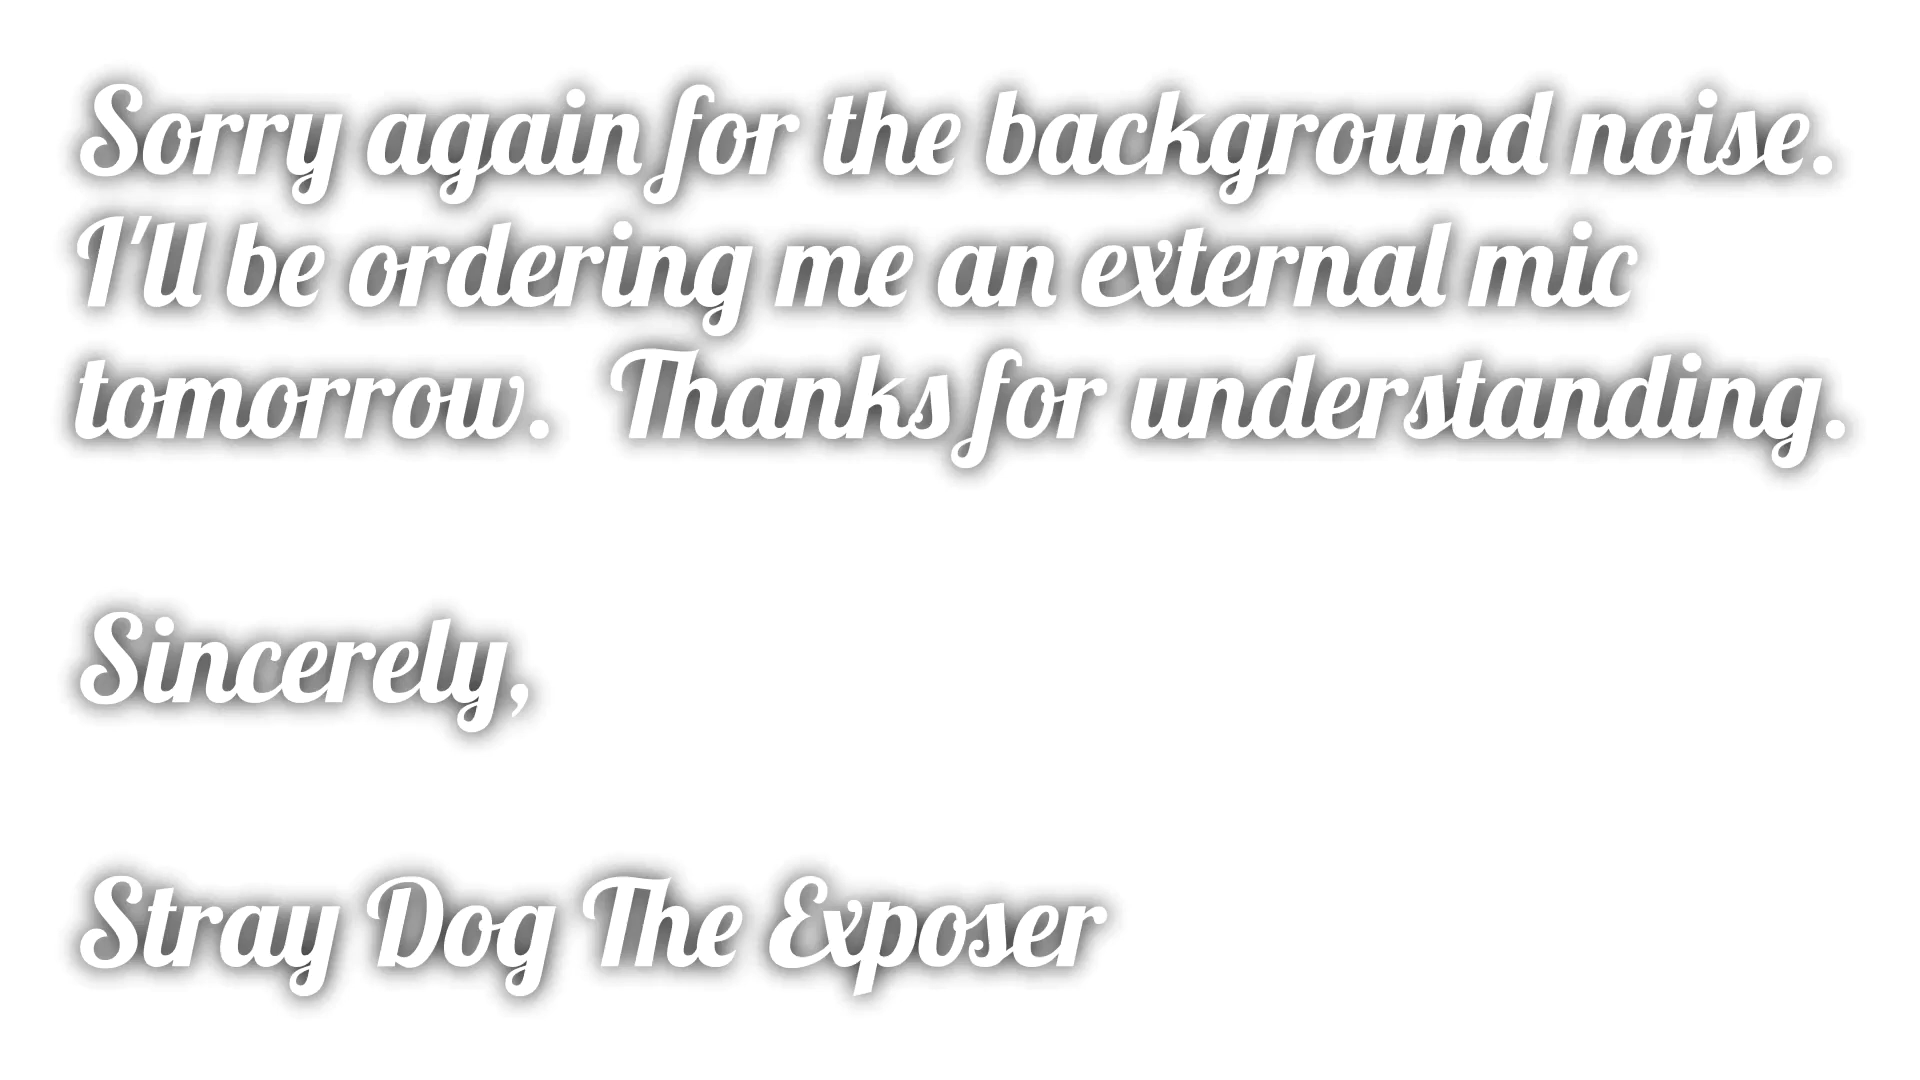 Sorry again for the background noise.
I'll be ordering me an external mic
tomorrow.  Thanks for understanding.
Sincerely,
Stray Dog The Exposer